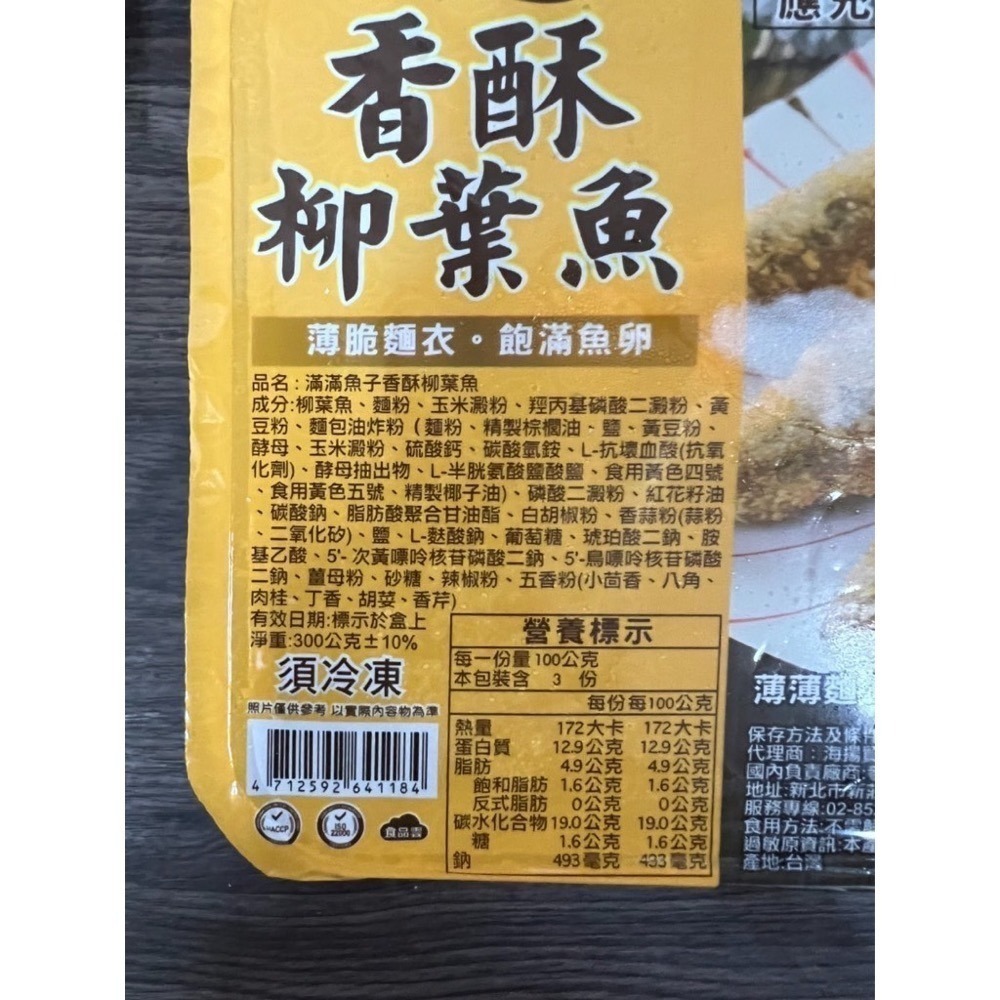 香酥
柳葉魚
薄脆麵衣。飽滿魚卵
品名:滿滿魚子香酥柳葉魚
成分:柳葉魚、麵粉、玉米澱粉、羥丙基磷酸二澱粉、黃
豆粉、麵包油炸粉(麵粉、精製棕櫚油、鹽、黃豆粉、
酵母、玉米澱粉、硫酸鈣、碳酸氫銨、L-抗壞血酸(抗氧
化劑)、酵母抽出物、L-半胱氨酸鹽酸鹽、食用黃色四號
、食用黃色五號、精製椰子油)、磷酸二澱粉、紅花籽油
、碳酸鈉、脂肪酸聚合甘油酯、白胡椒粉、香蒜粉(蒜粉
、二氧化矽)、鹽、L-麩酸鈉、葡萄糖、琥珀酸二鈉、胺
基乙酸、5'-次黃嘌呤核苷磷酸二鈉、5'-鳥嘌呤核苷磷酸
二鈉、薑母粉、砂糖、辣椒粉、五香粉(小茴香、八角、
肉桂、丁香、胡荽、香芹)
有效日期:標示於盒上
淨重:300公克±10%
須冷凍
照片僅供參考 以實際內容物為準
4 712592 641184
HACCP
ISO 22000
食品雲
營養標示
每一份量100公克
本包裝含 3 份
每份 每100公克
熱量 172大卡 172大卡
蛋白質 12.9公克 12.9公克
脂肪 4.9公克 4.9公克
飽和脂肪 1.6公克 1.6公克
反式脂肪 0公克 0公克
碳水化合物 19.0公克 19.0公克
糖 1.6公克 1.6公克
鈉 493毫克 493毫克
薄薄麵
保存方法及條件
代理商:海揚
國內負責廠商:
地址:新北市新
服務專線:02-85
食用方法:不需
過敏原資訊:本產
產地:台灣